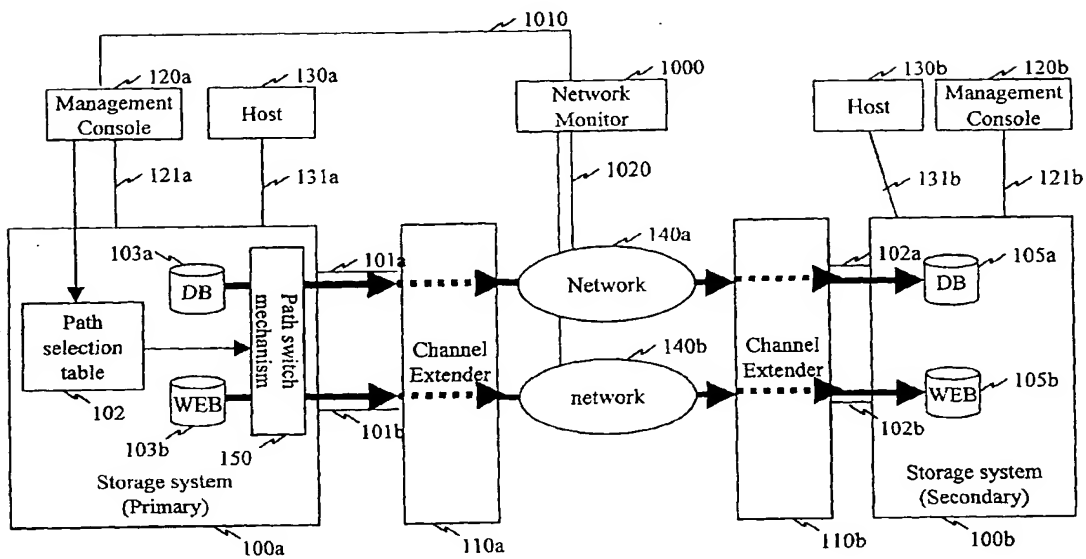 1010
120a
130a
1000
130b
120b
Management
Console
Host
Network
Monitor
Host
Management
Console
121a
131a
1020
131b
121b
103a
101a
140a
102a
105a
DB
Path switch
mechanism
Network
DB
Path
selection
table
Channel
Extender
140b
Channel
Extender
WEB
network
WEB
105b
102
103b
150
101b
102b
Storage system
(Primary)
Storage system
(Secondary)
100a
110a
110b
100b